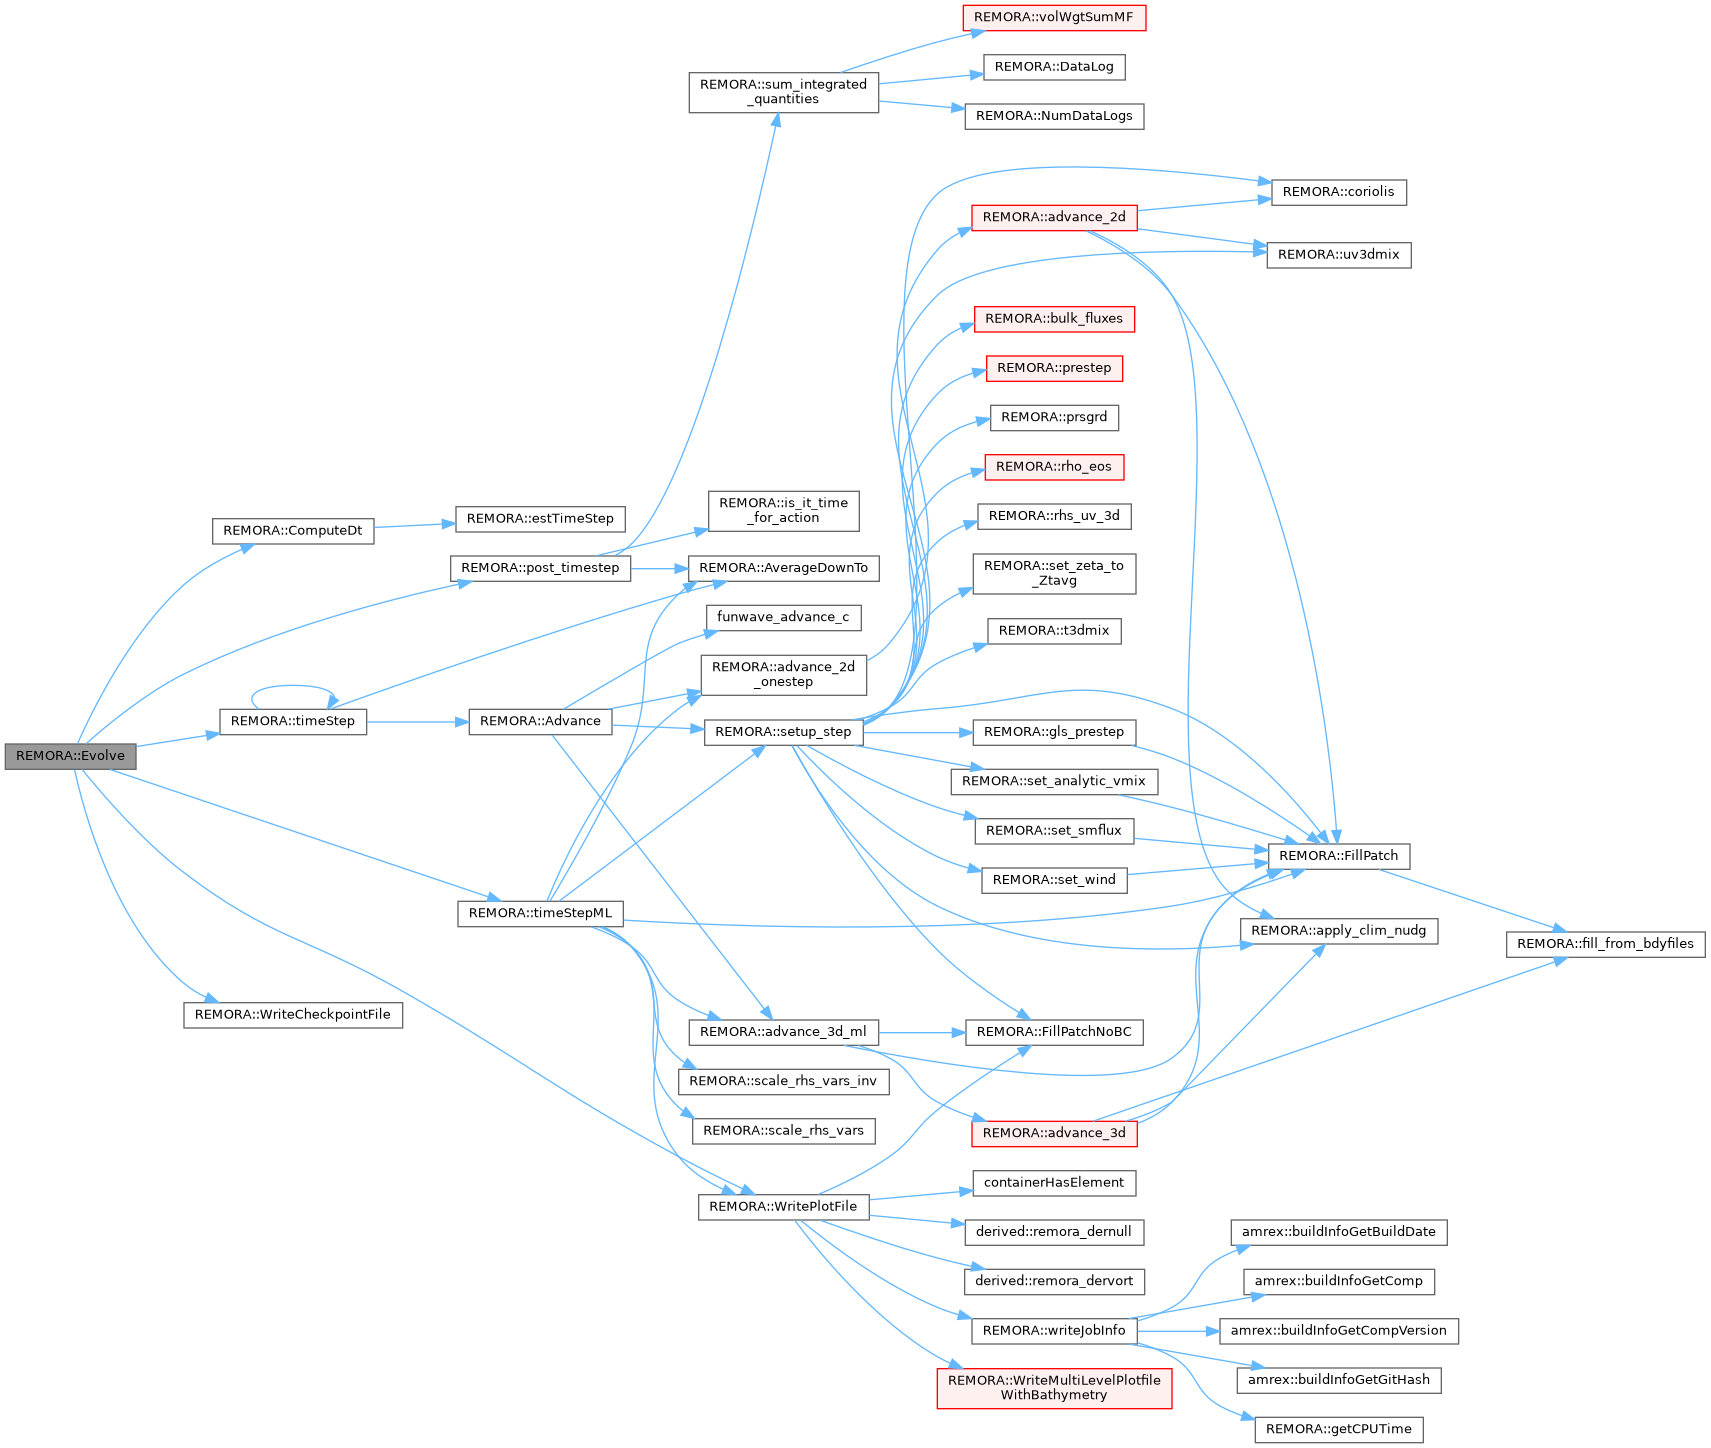 REMORA::volWgtSumMF
REMORA::sum_integrated
_quantities
REMORA::DataLog
REMORA::NumDataLogs
REMORA::coriolis
REMORA::advance_2d
REMORA::uv3dmix
REMORA::bulk_fluxes
REMORA::prestep
REMORA::prsgrd
REMORA::rho_eos
REMORA::is_it_time
_for_action
REMORA::rhs_uv_3d
REMORA::ComputeDt
REMORA::estTimeStep
REMORA::post_timestep
REMORA::AverageDownTo
REMORA::set_zeta_to
_Ztavg
funwave_advance_c
REMORA::t3dmix
REMORA::advance_2d
_onestep
REMORA::timeStep
REMORA::Advance
REMORA::setup_step
REMORA::gls_prestep
REMORA::Evolve
REMORA::set_analytic_vmix
REMORA::set_smflux
REMORA::FillPatch
REMORA::set_wind
REMORA::timeStepML
REMORA::apply_clim_nudg
REMORA::fill_from_bdyfiles
REMORA::WriteCheckpointFile
REMORA::advance_3d_ml
REMORA::FillPatchNoBC
REMORA::scale_rhs_vars_inv
REMORA::scale_rhs_vars
REMORA::advance_3d
containerHasElement
REMORA::WritePlotFile
derived::remora_dernull
amrex::buildInfoGetBuildDate
derived::remora_dervort
amrex::buildInfoGetComp
REMORA::writeJobInfo
amrex::buildInfoGetCompVersion
REMORA::WriteMultiLevelPlotfile
WithBathymetry
amrex::buildInfoGetGitHash
REMORA::getCPUTime